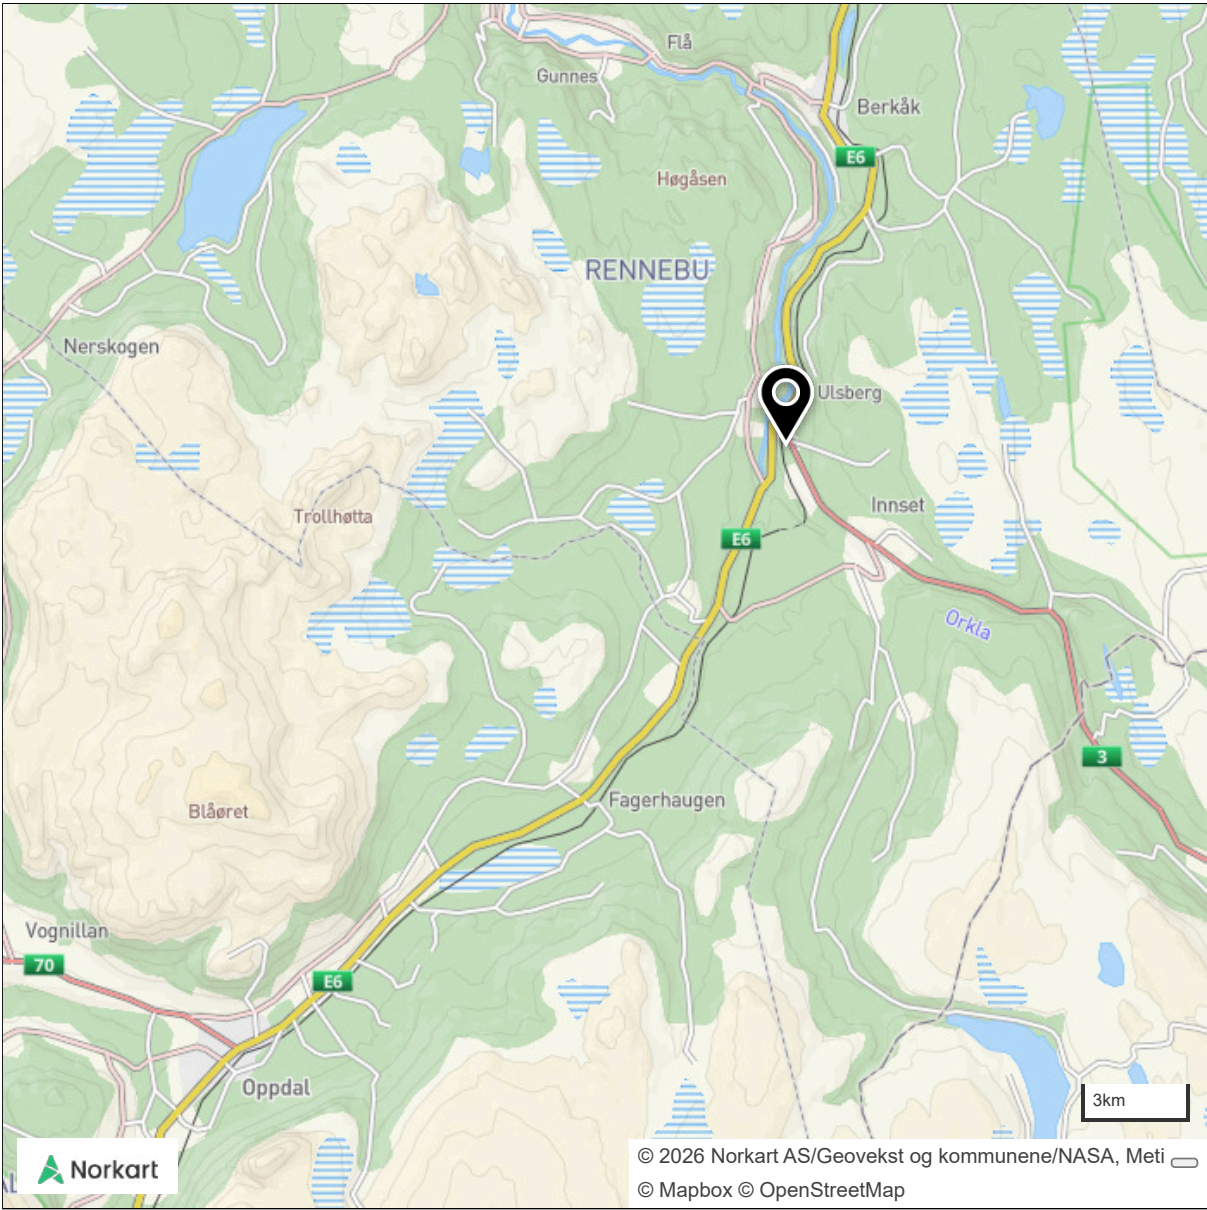 Flå
Gunnes
Berkåk
E6
Høgåsen
RENNEBU
Nerskogen
Ulsberg
Trollhøtta
Innset
E6
Orkla
3
Blåøret
Fagerhaugen
Vognillan
70
E6
Oppdal
3km
Norkart
© 2026 Norkart AS/Geovekst og kommunene/NASA, Meti
© Mapbox © OpenStreetMap